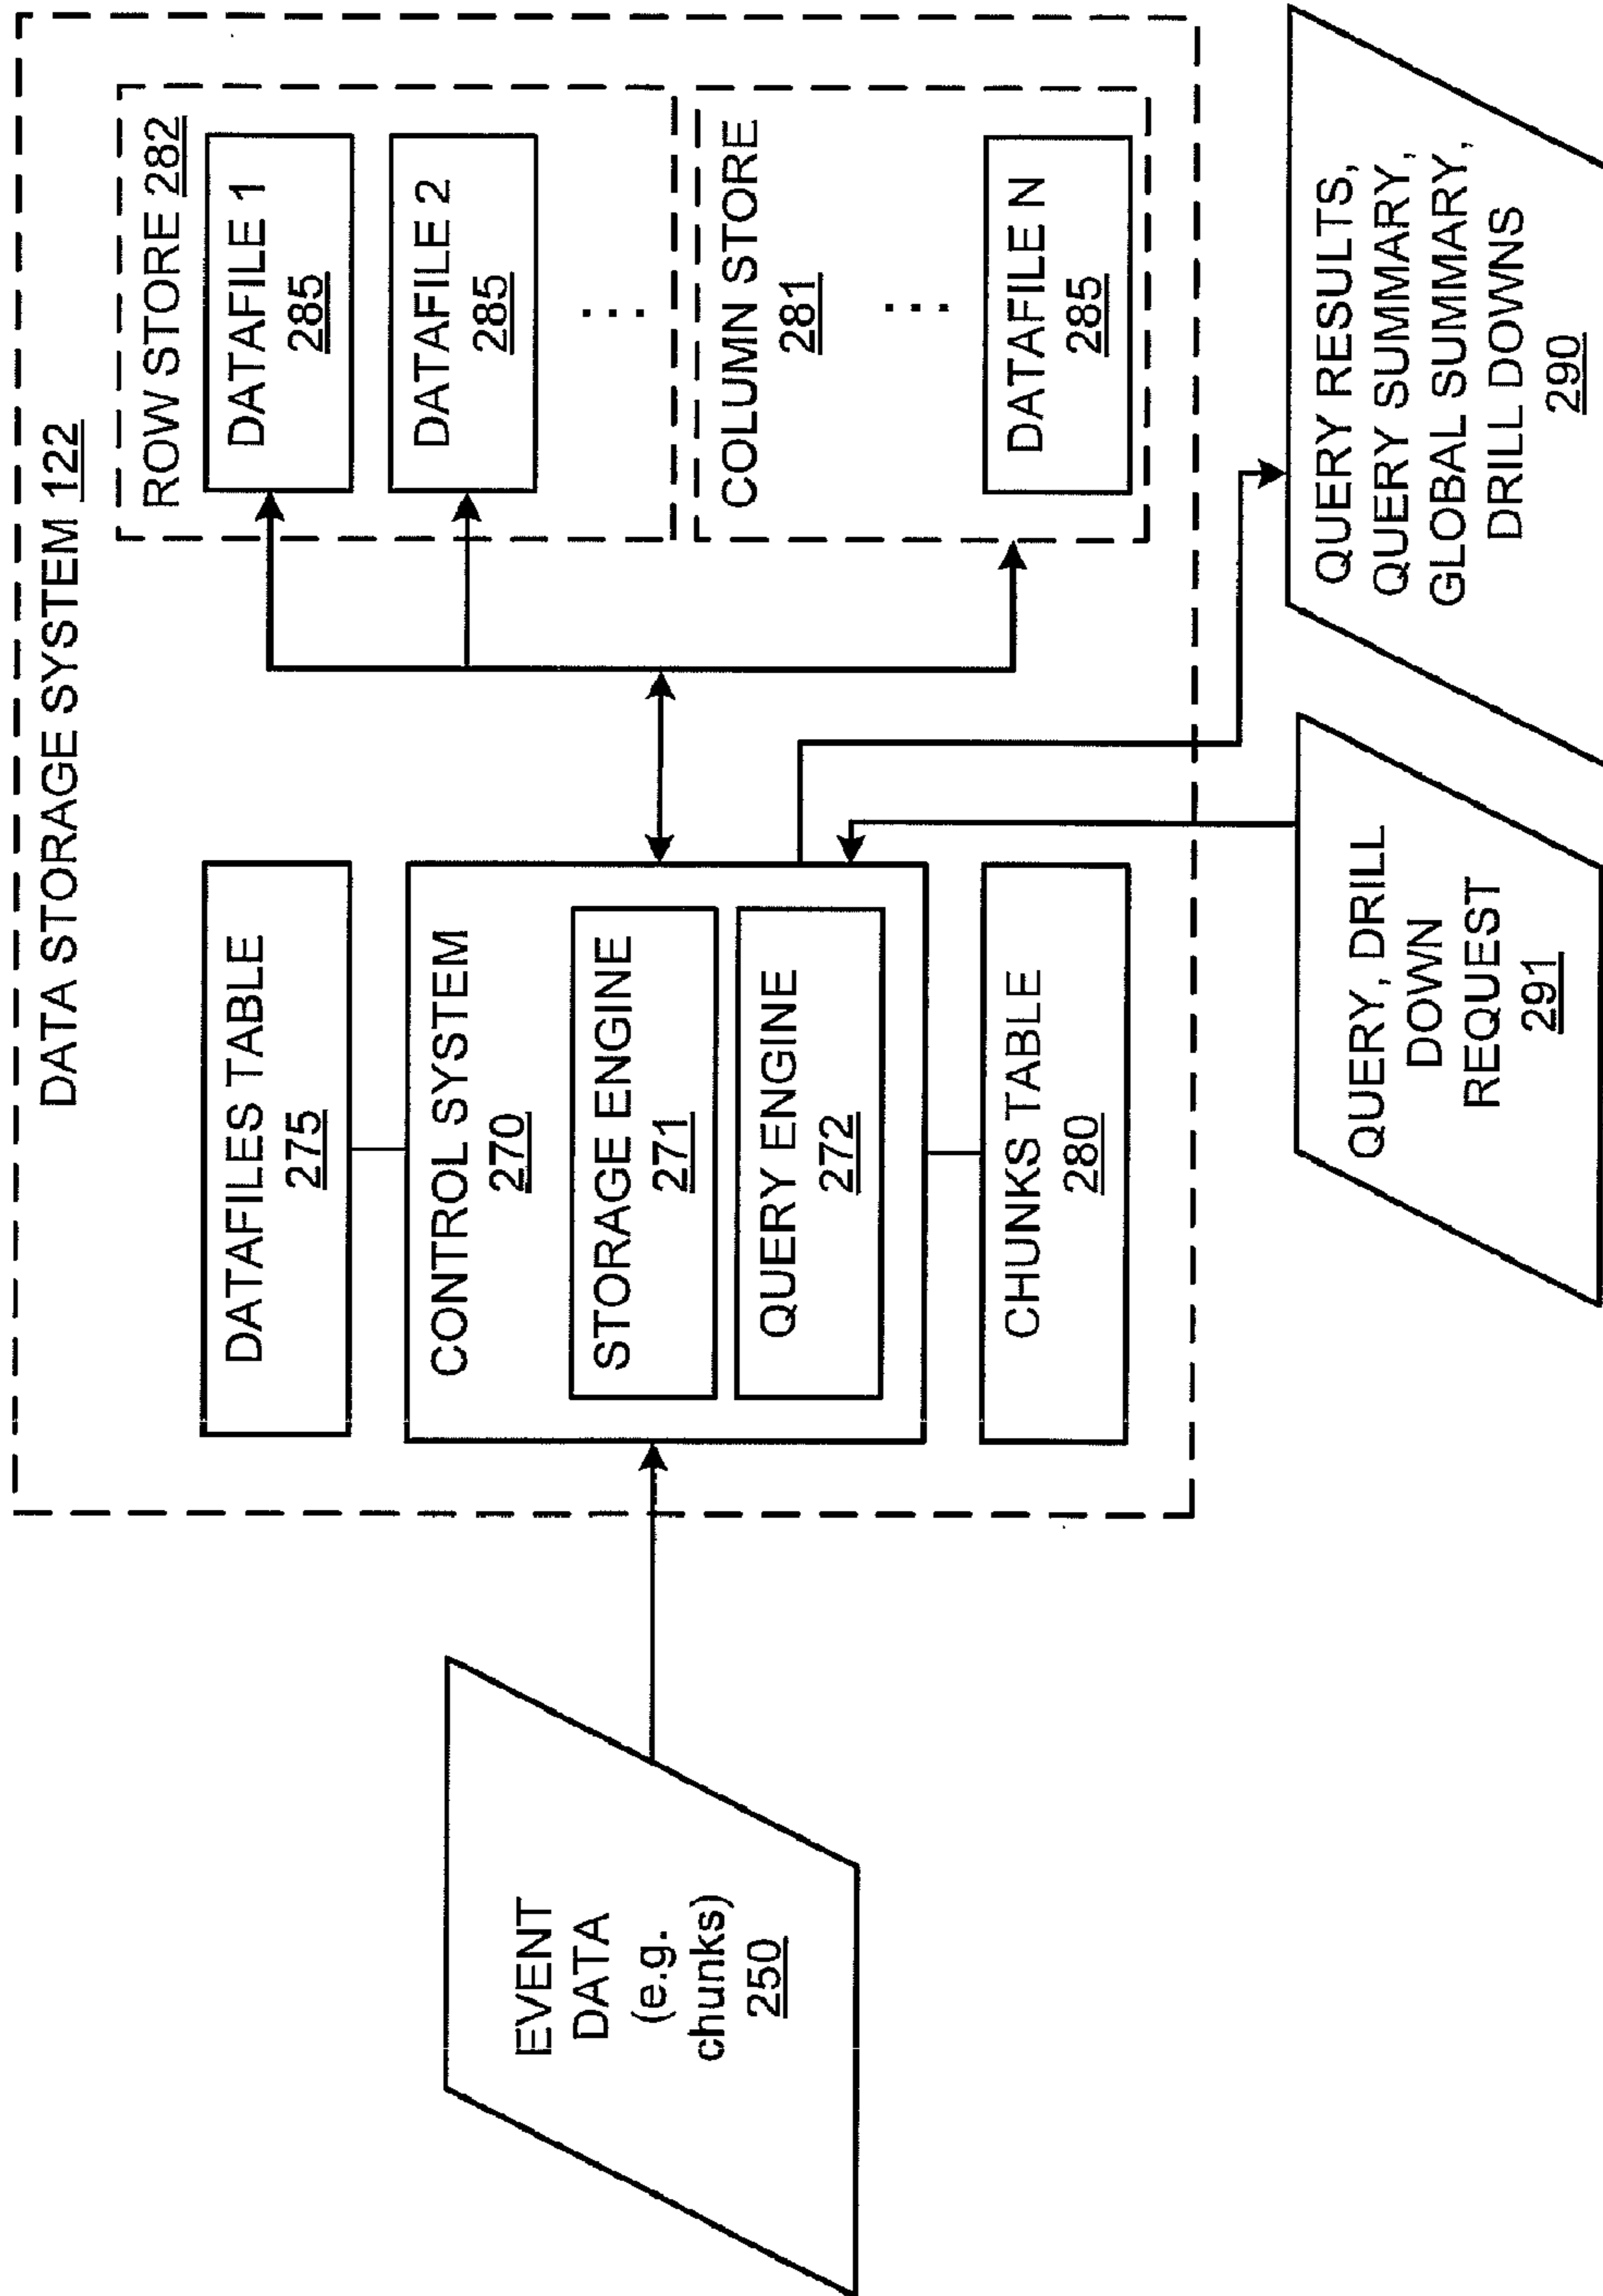 DATA STORAGE SYSTEM 122
DATAFILES TABLE
275
CONTROL SYSTEM
270
STORAGE ENGINE
271
QUERY ENGINE
272
CHUNKS TABLE
280
ROW STORE 282
DATAFILE 1
285
DATAFILE 2
285
...
COLUMN STORE
281
...
DATAFILE N
285
EVENT
DATA
(e.g.
chunks)
250
QUERY, DRILL
DOWN
REQUEST
291
QUERY RESULTS,
QUERY SUMMARY,
GLOBAL SUMMARY,
DRILL DOWNS
290